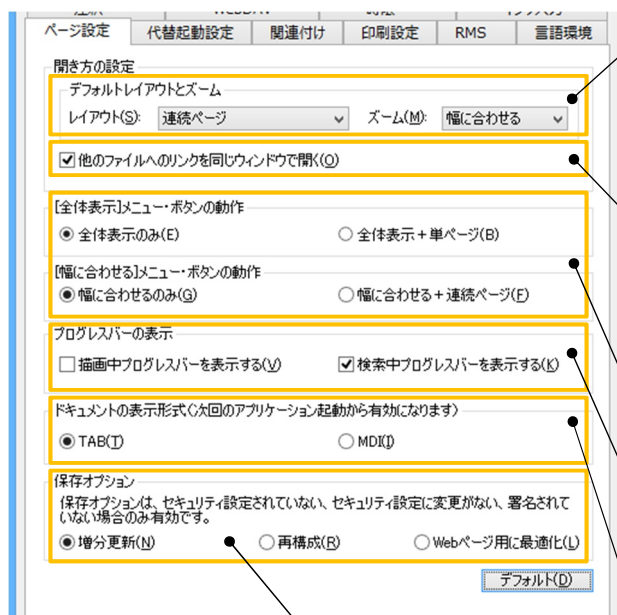 ページ設定 代替起動設定 関連付け 印刷設定 RMS 言語環境
開き方の設定
デフォルトレイアウトとズーム
レイアウト(S): 連続ページ ズーム(M): 幅に合わせる
他のファイルへのリンクを同じウィンドウで開く(O)
[全体表示]メニュー・ボタンの動作
全体表示のみ(E) 全体表示+単ページ(B)
[幅に合わせる]メニュー・ボタンの動作
幅に合わせるのみ(G) 幅に合わせる+連続ページ(F)
プログレスバーの表示
描画中プログレスバーを表示する(V) 検索中プログレスバーを表示する(K)
ドキュメントの表示形式(次回のアプリケーション起動から有効になります)
TAB(T) MDI(I)
保存オプション
保存オプションは、セキュリティ設定されていない、セキュリティ設定に変更がない、署名されて
いない場合のみ有効です。
増分更新(N) 再構成(R) Webページ用に最適化(L)
デフォルト(D)